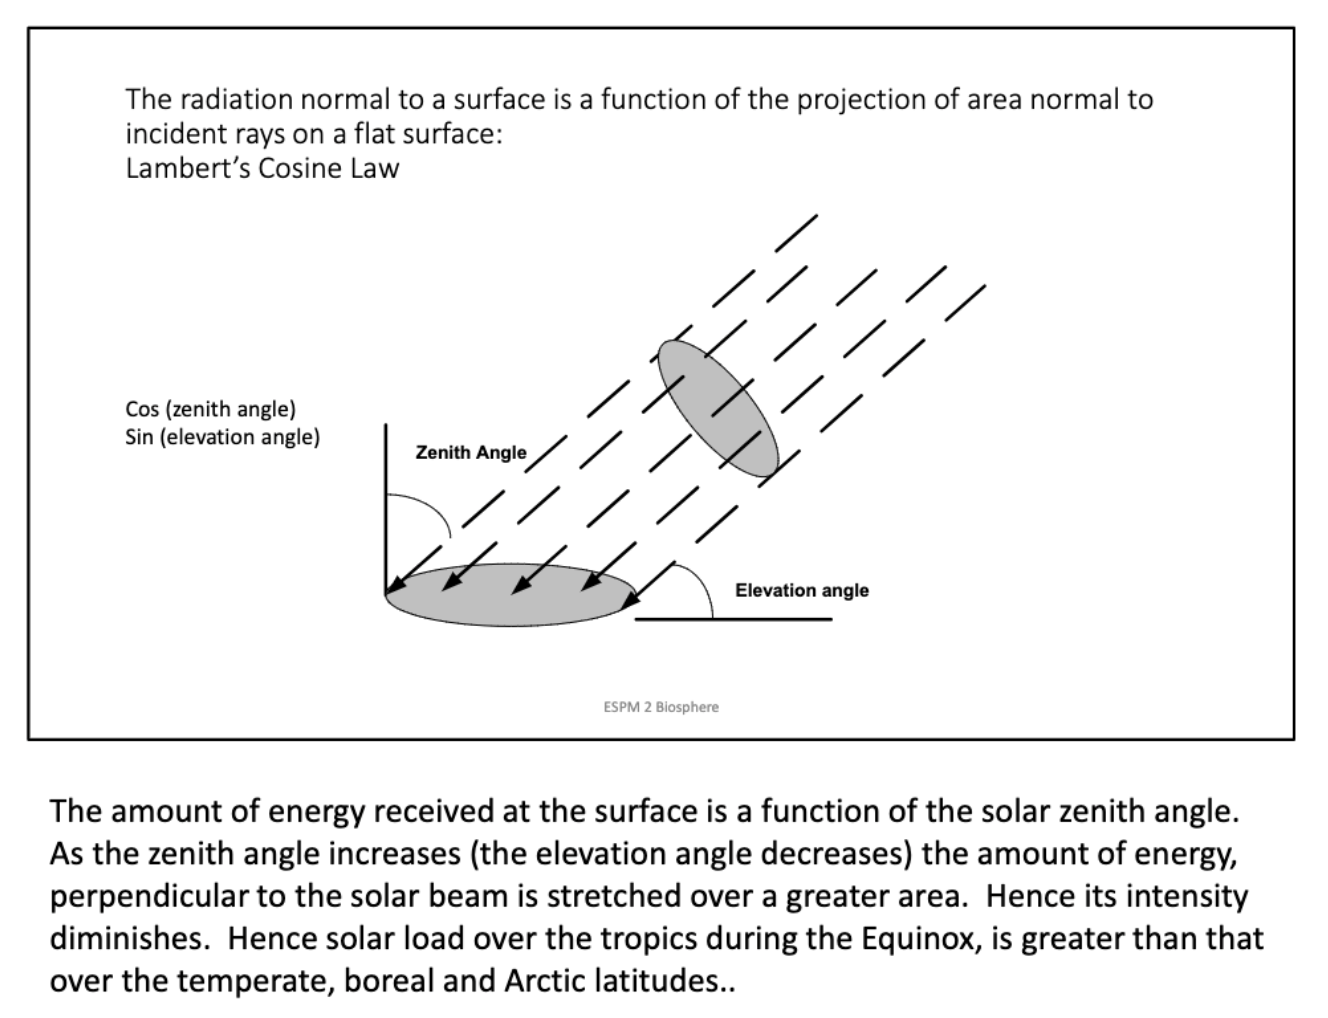 The radiation normal to a surface is a function of the projection of area normal to
incident rays on a flat surface:
Lambert's Cosine Law
Cos (zenith angle)
Sin (elevation angle)
Zenith Angle
Elevation angle
ESPM 2 Biosphere
The amount of energy received at the surface is a function of the solar zenith angle.
As the zenith angle increases (the elevation angle decreases) the amount of energy,
perpendicular to the solar beam is stretched over a greater area.  Hence its intensity
diminishes.  Hence solar load over the tropics during the Equinox, is greater than that
over the temperate, boreal and Arctic latitudes..